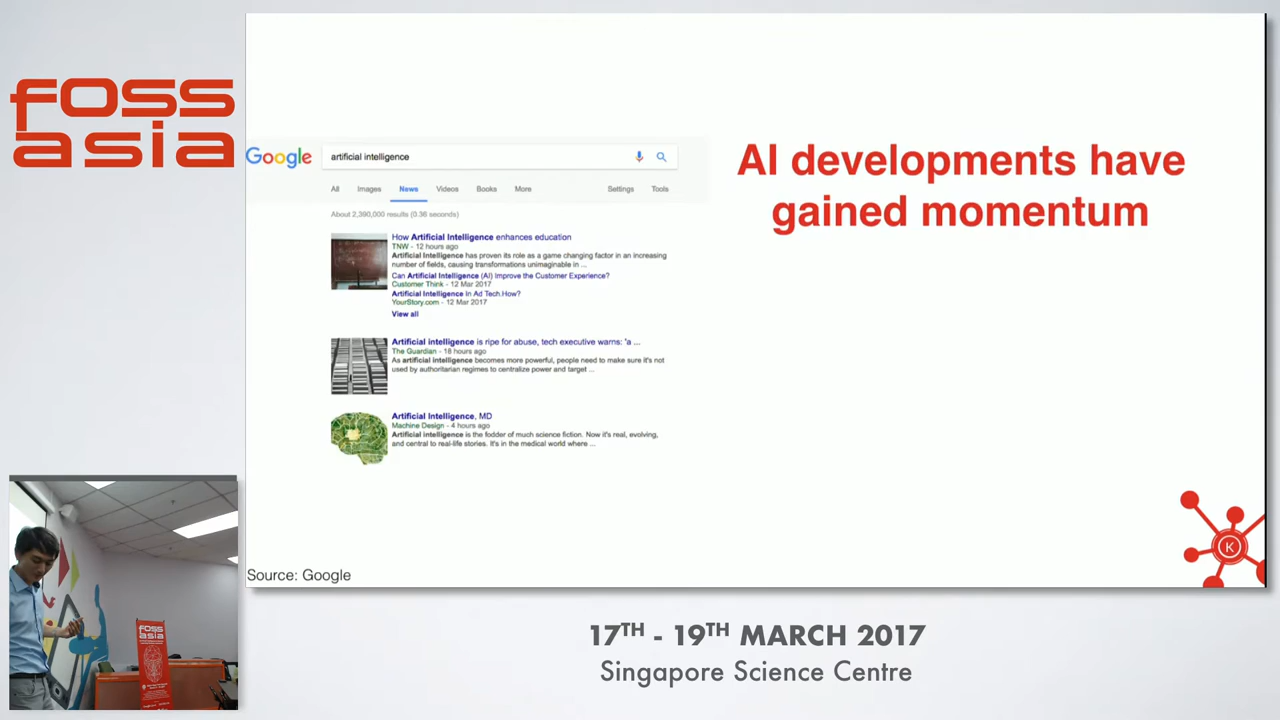 foss
asia
Google
artificial intelligence
All Images News Videos Books More Settings Tools
About 2,390,000 results (0.36 seconds)
How Artificial Intelligence enhances education
TNW - 12 hours ago
Artificial Intelligence has proven its role as a game changing factor in an increasing
number of fields, causing transformations unimaginable in ...
Can Artificial Intelligence (AI) Improve the Customer Experience?
Customer Think - 12 Mar 2017
Artificial Intelligence In Ad Tech:How?
YourStory.com - 12 Mar 2017
View all
Artificial intelligence is ripe for abuse, tech executive warns: 'a ...
The Guardian - 18 hours ago
As artificial intelligence becomes more powerful, people need to make sure it's not
used by authoritarian regimes to centralize power and target ...
Artificial Intelligence, MD
Machine Design - 4 hours ago
Artificial intelligence is the fodder of much science fiction. Now it's real, evolving,
and central to real-life stories. It's in the medical world where ...
AI developments have
gained momentum
K
Source: Google
foss
asia
17TH - 19TH MARCH 2017
Singapore Science Centre